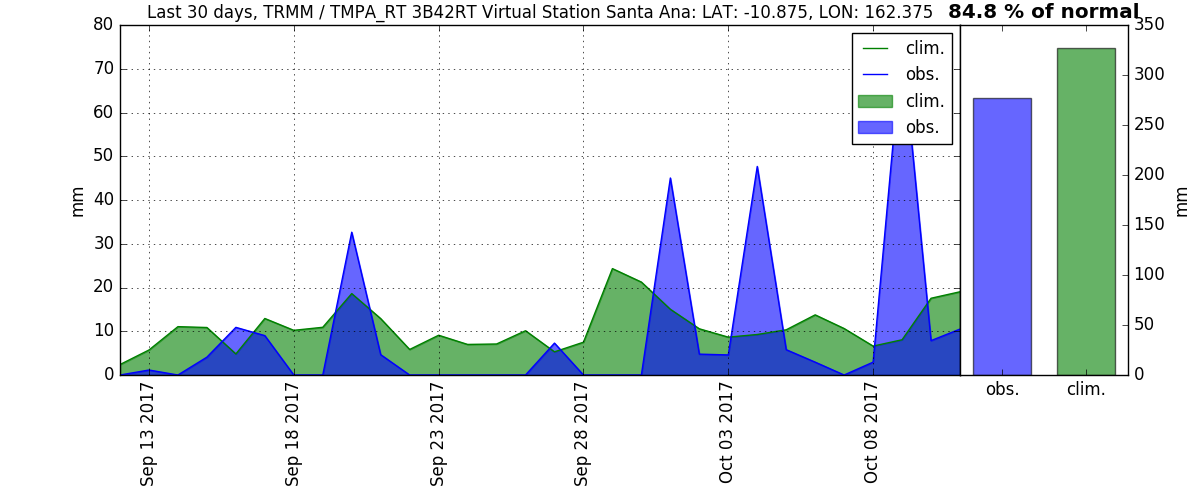 Last 30 days, TRMM / TMPA_RT 3B42RT Virtual Station Santa Ana: LAT: -10.875, LON: 162.375 84.8 % of normal
80
70
60
50
40
30
20
10
0
mm
clim.
obs.
clim.
obs.
Sep 13 2017
Sep 18 2017
Sep 23 2017
Sep 28 2017
Oct 03 2017
Oct 08 2017
350
300
250
200
150
100
50
0
mm
obs. clim.